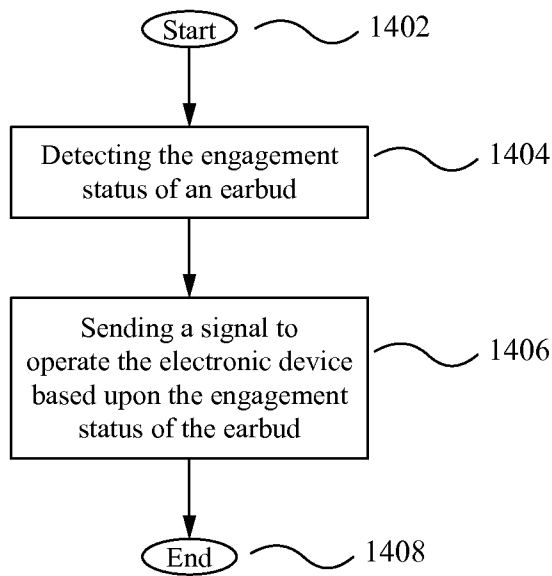 Start
1402
Detecting the engagement
status of an earbud
1404
Sending a signal to
operate the electronic device
based upon the engagement
status of the earbud
1406
End
1408